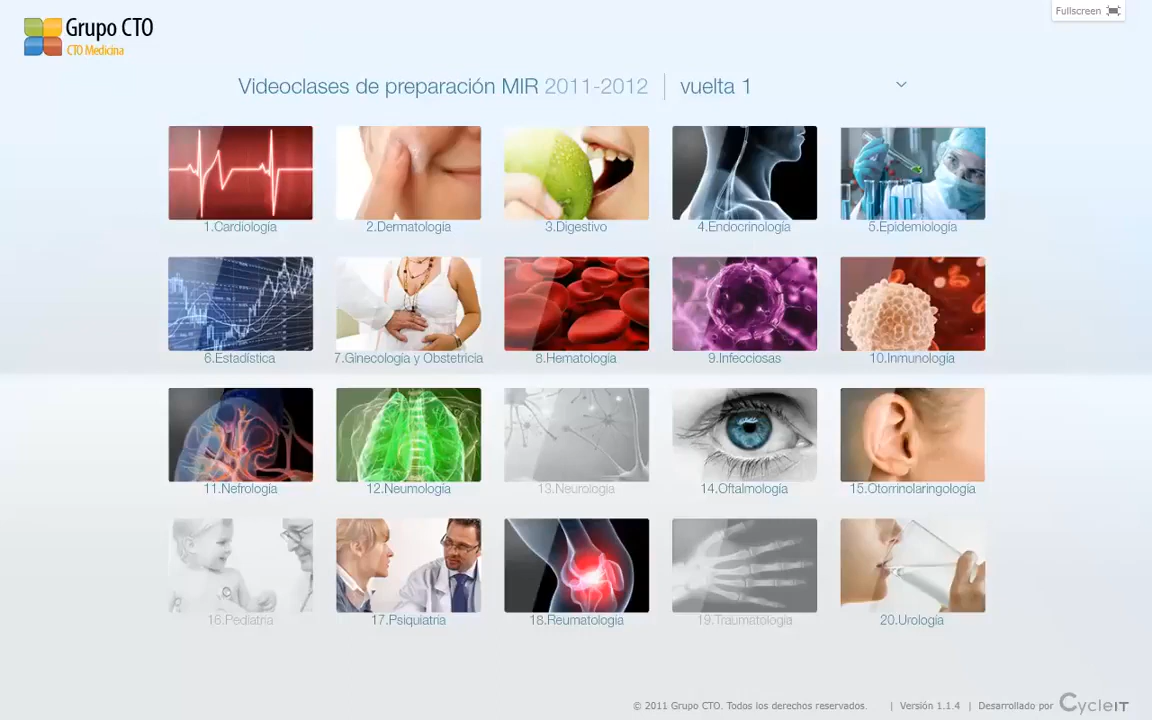 Fullscreen
Grupo CTO
CTO Medicina
Videoclases de preparación MIR 2011-2012 | vuelta 1
1.Cardiología
2.Dermatología
3.Digestivo
4.Endocrinología
5.Epidemiología
6.Estadística
7.Ginecología y Obstetricia
8.Hematología
9.Infecciosas
10.Inmunología
11.Nefrología
12.Neumología
13.Neurología
14.Oftalmología
15.Otorrinolaringología
16.Pediatría
17.Psiquiatría
18.Reumatología
19.Traumatología
20.Urología
© 2011 Grupo CTO. Todos los derechos reservados. | Versión 1.1.4 | Desarrollado por CycleIT